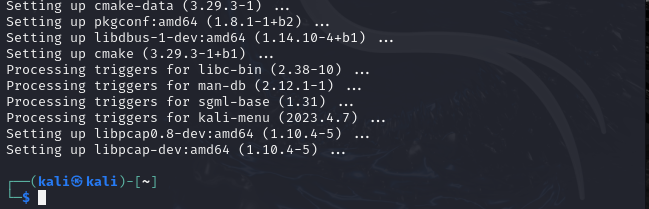 Setting up cmake-data (3.29.3-1) ...
Setting up pkgconf:amd64 (1.8.1-1+b2) ...
Setting up libdbus-1-dev:amd64 (1.14.10-4+b1) ...
Setting up cmake (3.29.3-1+b1) ...
Processing triggers for libc-bin (2.38-10) ...
Processing triggers for man-db (2.12.1-1) ...
Processing triggers for sgml-base (1.31) ...
Processing triggers for kali-menu (2023.4.7) ...
Setting up libpcap0.8-dev:amd64 (1.10.4-5) ...
Setting up libpcap-dev:amd64 (1.10.4-5) ...
┌──(kali㉿kali)-[~]
└─$